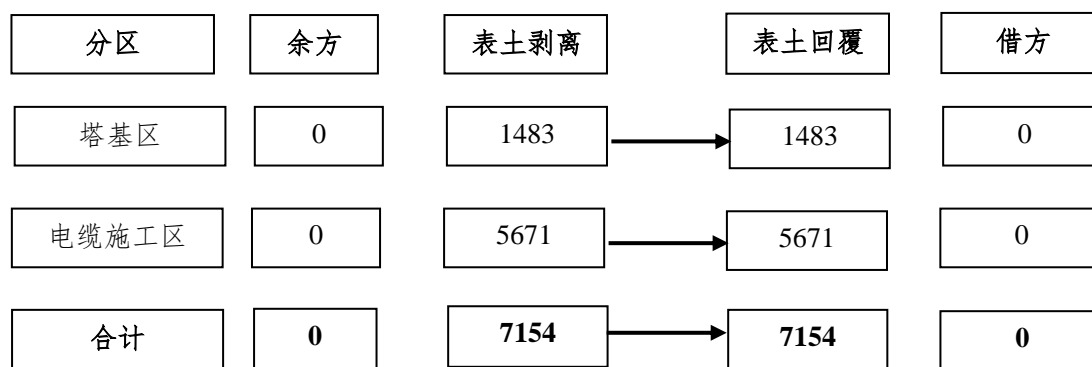 分区 余方 表土剥离 表土回覆 借方
塔基区 0 1483 1483 0
电缆施工区 0 5671 5671 0
合计 0 7154 7154 0